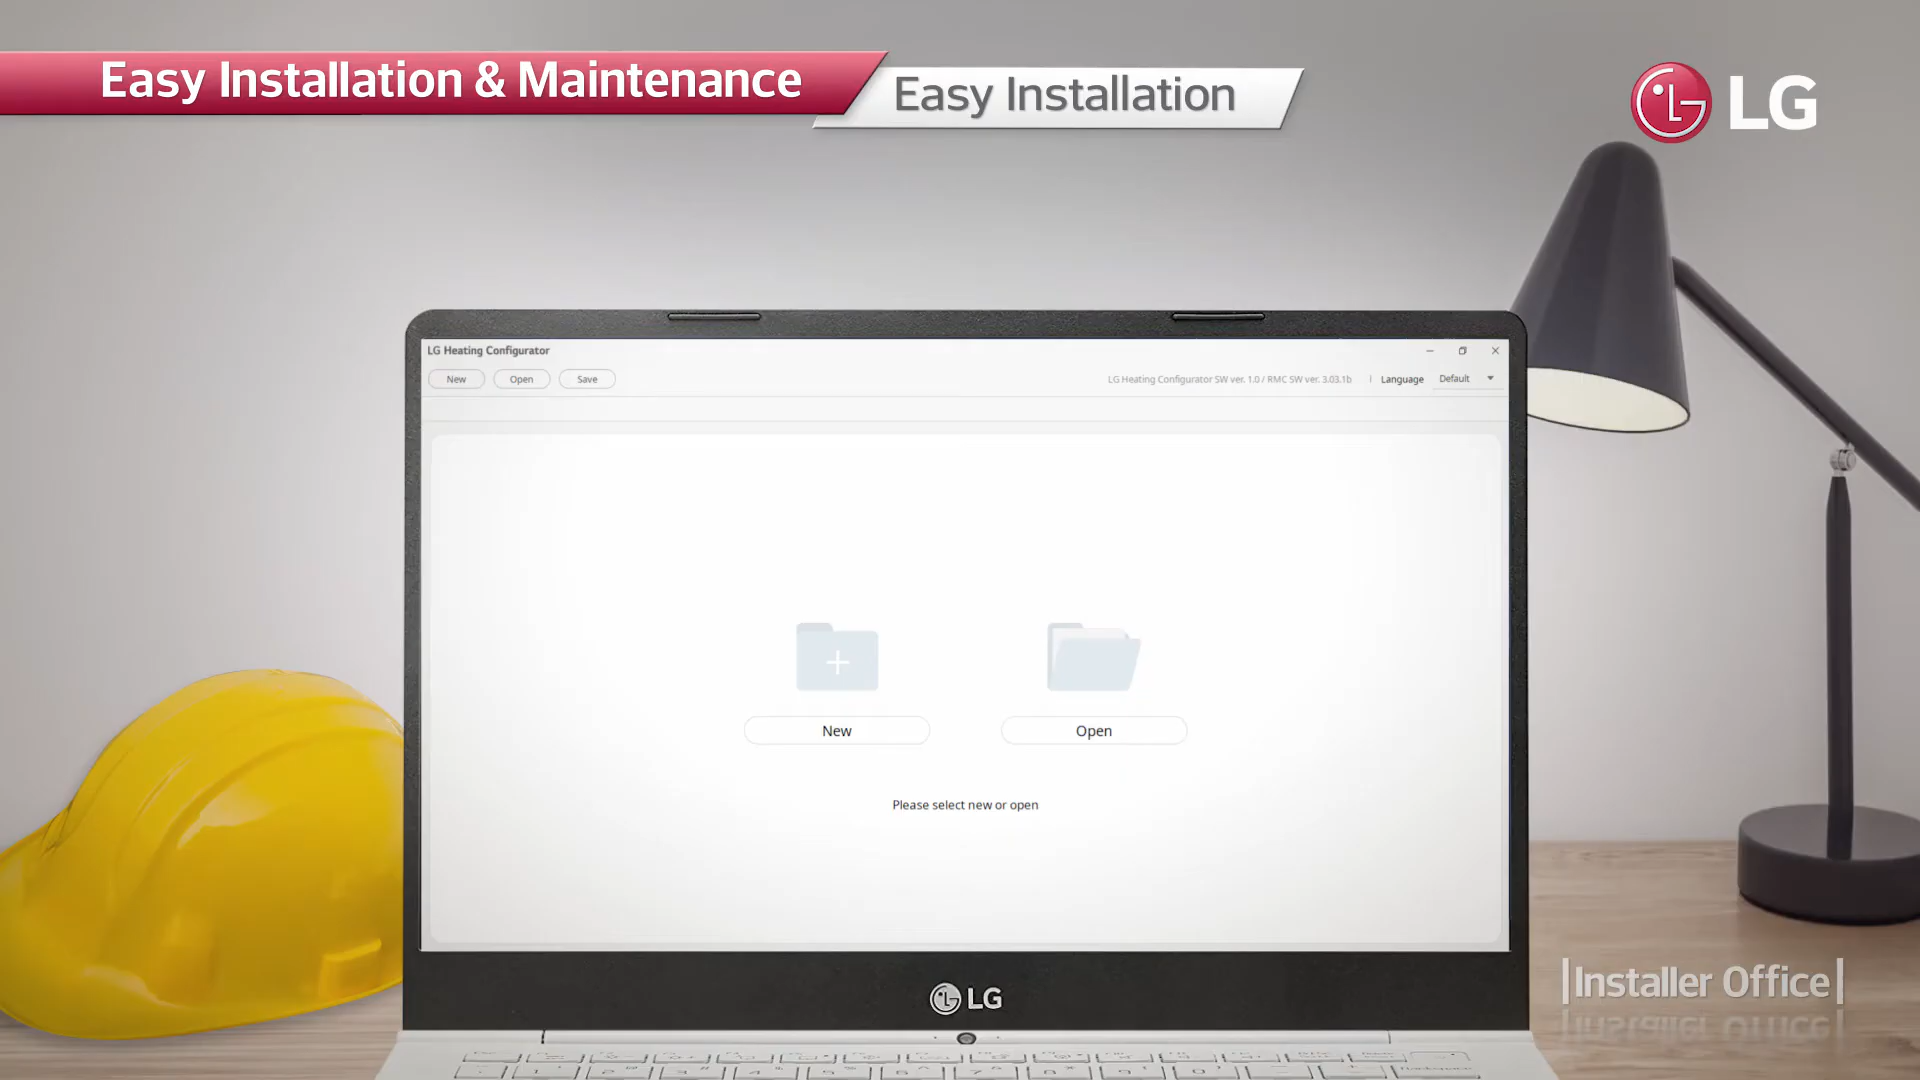 Easy Installation & Maintenance
Easy Installation
LG
LG Heating Configurator
New
Open
Save
LG Heating Configurator SW ver. 1.0 / RMC SW ver. 3.03.1b
Language
Default
New
Open
Please select new or open
LG
|Installer Office|